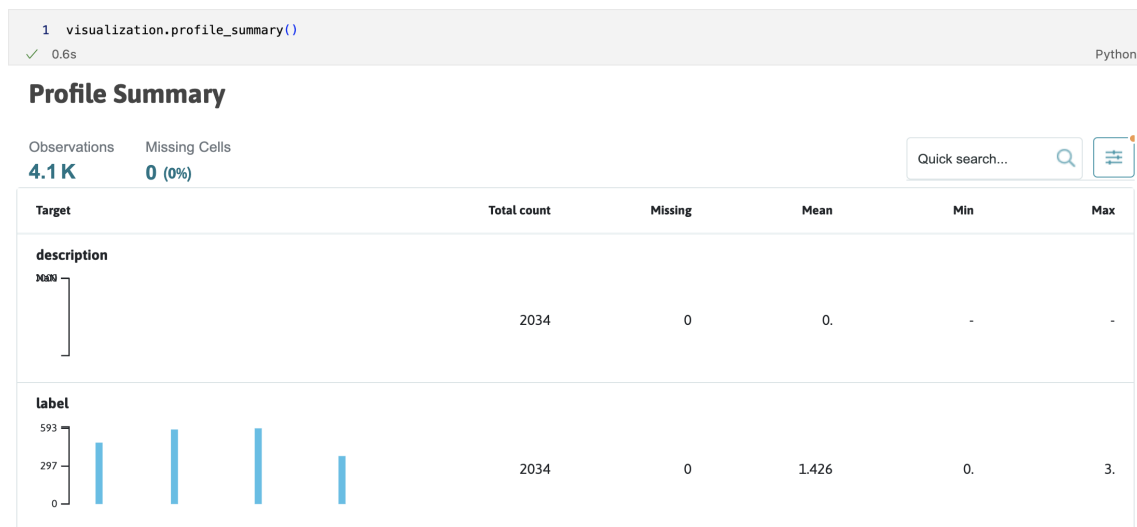 1 visualization.profile_summary()
0.6s
Python
Profile Summary
Observations Missing Cells
4.1 K 0 (0%)
Quick search...
Target Total count Missing Mean Min Max
description
2034 0 0. - -
label
593
297
0
2034 0 1.426 0. 3.